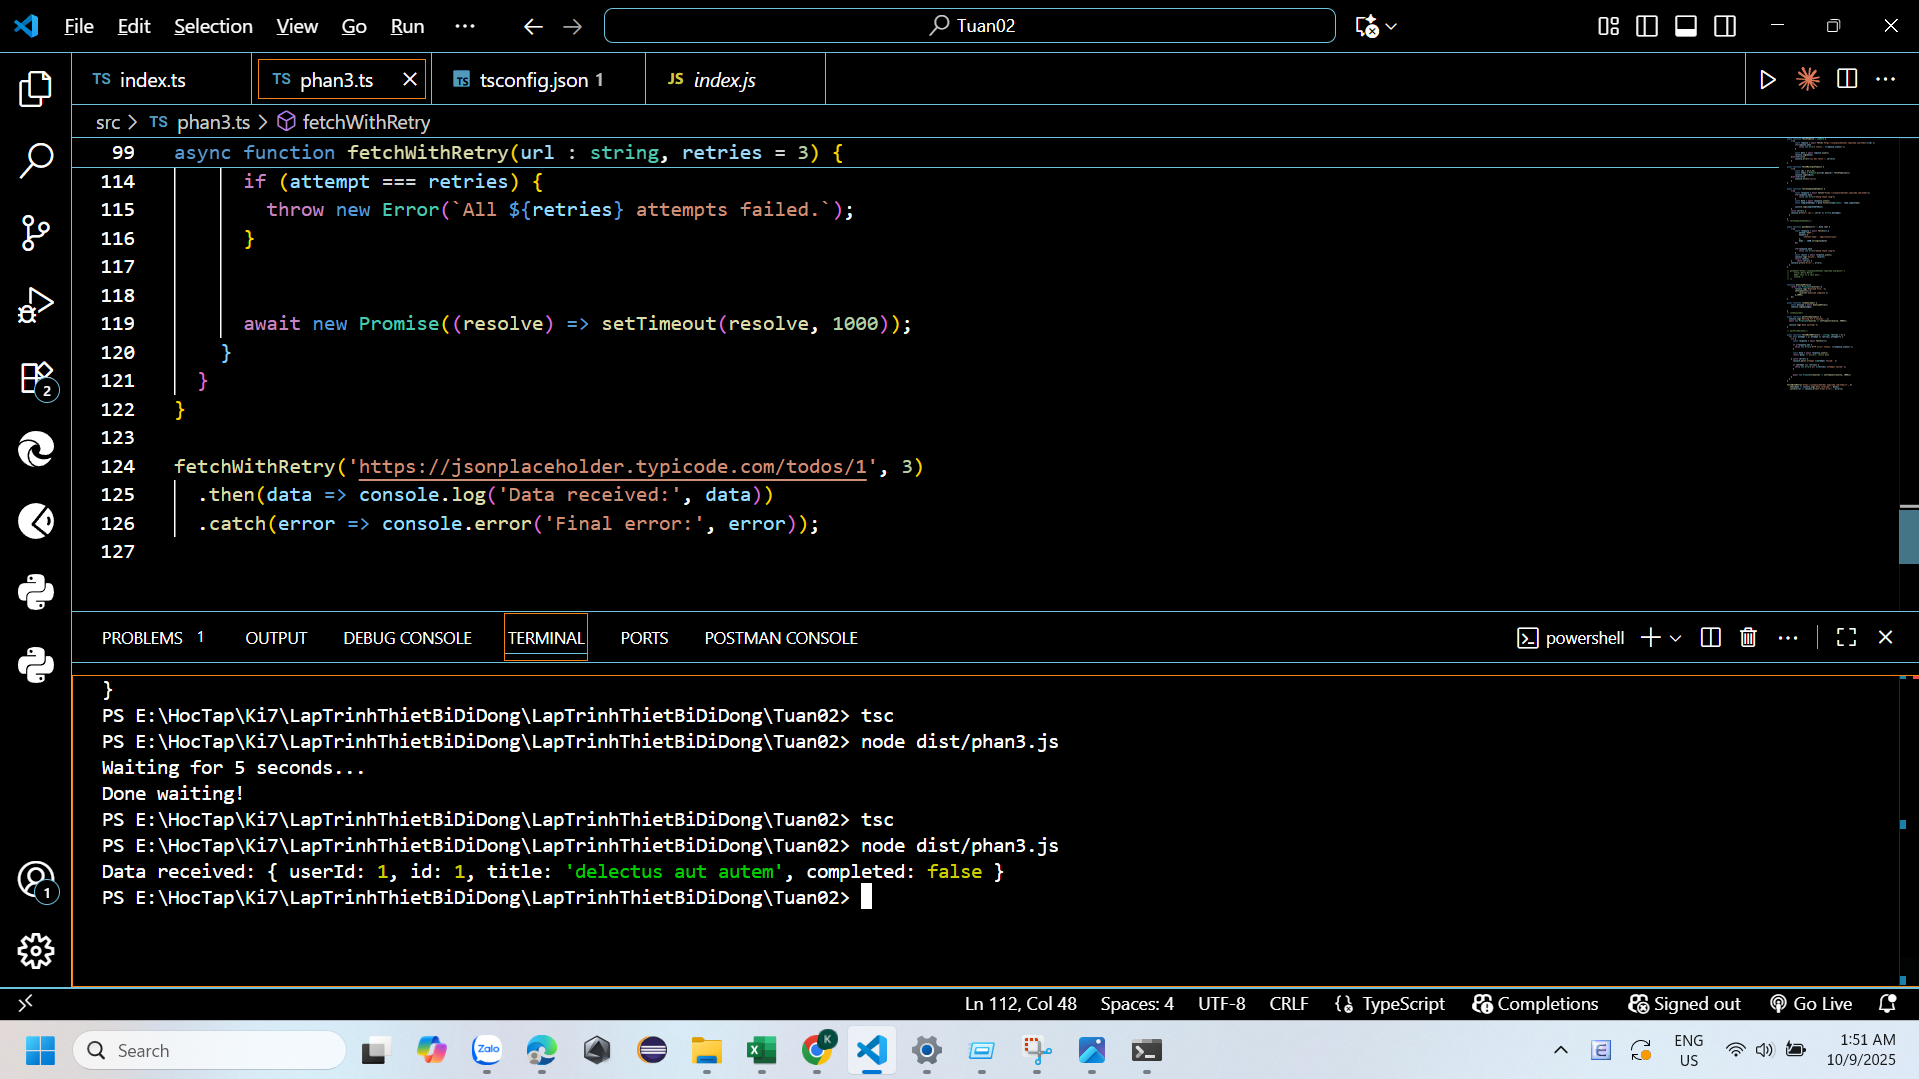 File Edit Selection View Go Run ··· Tuan02
TS index.ts
TS phan3.ts
TS tsconfig.json 1
JS index.js
src > TS phan3.ts > fetchWithRetry
99 async function fetchWithRetry(url : string, retries = 3) {
114 if (attempt === retries) {
115 throw new Error(`All ${retries} attempts failed.`);
116 }
117
118
119 await new Promise((resolve) => setTimeout(resolve, 1000));
120 }
121 }
122 }
123
124 fetchWithRetry('https://jsonplaceholder.typicode.com/todos/1', 3)
125 .then(data => console.log('Data received:', data))
126 .catch(error => console.error('Final error:', error));
127
2
PROBLEMS 1 OUTPUT DEBUG CONSOLE TERMINAL PORTS POSTMAN CONSOLE powershell
}
PS E:\HocTap\Ki7\LapTrinhThietBiDiDong\LapTrinhThietBiDiDong\Tuan02> tsc
PS E:\HocTap\Ki7\LapTrinhThietBiDiDong\LapTrinhThietBiDiDong\Tuan02> node dist/phan3.js
Waiting for 5 seconds...
Done waiting!
PS E:\HocTap\Ki7\LapTrinhThietBiDiDong\LapTrinhThietBiDiDong\Tuan02> tsc
PS E:\HocTap\Ki7\LapTrinhThietBiDiDong\LapTrinhThietBiDiDong\Tuan02> node dist/phan3.js
Data received: { userId: 1, id: 1, title: 'delectus aut autem', completed: false }
PS E:\HocTap\Ki7\LapTrinhThietBiDiDong\LapTrinhThietBiDiDong\Tuan02>
1
Ln 112, Col 48 Spaces: 4 UTF-8 CRLF TypeScript Completions Signed out Go Live
Search
Zalo
K
ENG
US
1:51 AM
10/9/2025